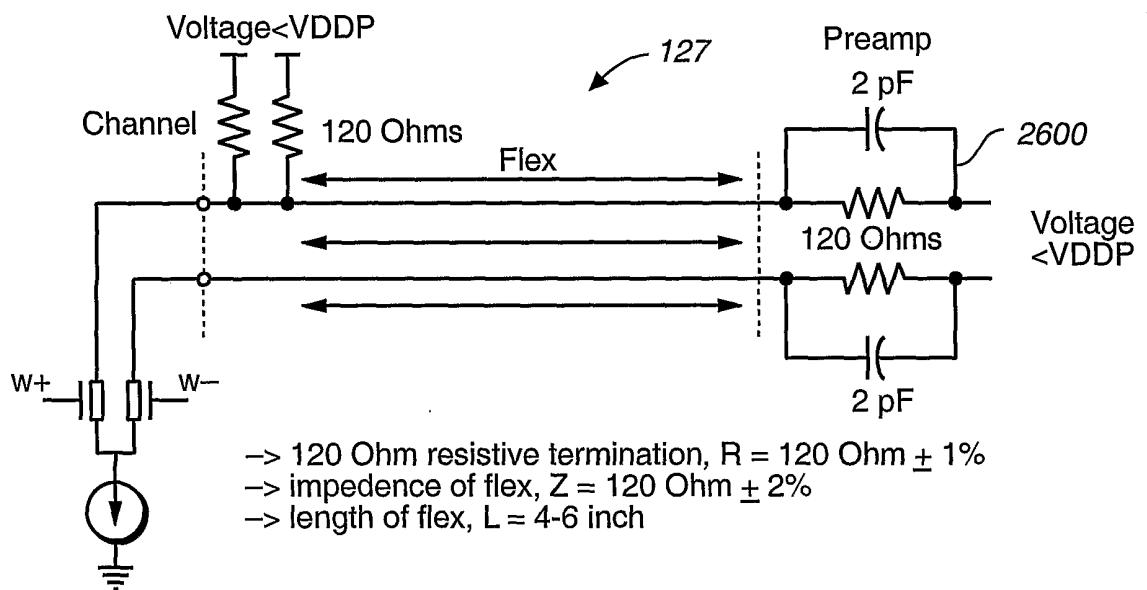 Voltage<VDDP
127
Preamp
2 pF
Channel
120 Ohms
2600
Flex
120 Ohms
Voltage
<VDDP
w+
w–
2 pF
–> 120 Ohm resistive termination, R = 120 Ohm ± 1%
–> impedence of flex, Z = 120 Ohm ± 2%
–> length of flex, L = 4-6 inch